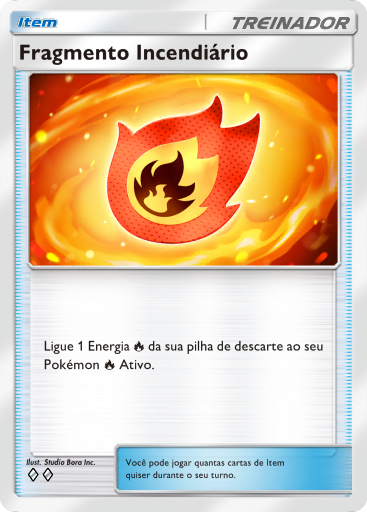 Item
TREINADOR
Fragmento Incendiário
Ligue 1 Energia da sua pilha de descarte ao seu
Pokémon Ativo.
Ilust. Studio Bora Inc.
Você pode jogar quantas cartas de Item
quiser durante o seu turno.